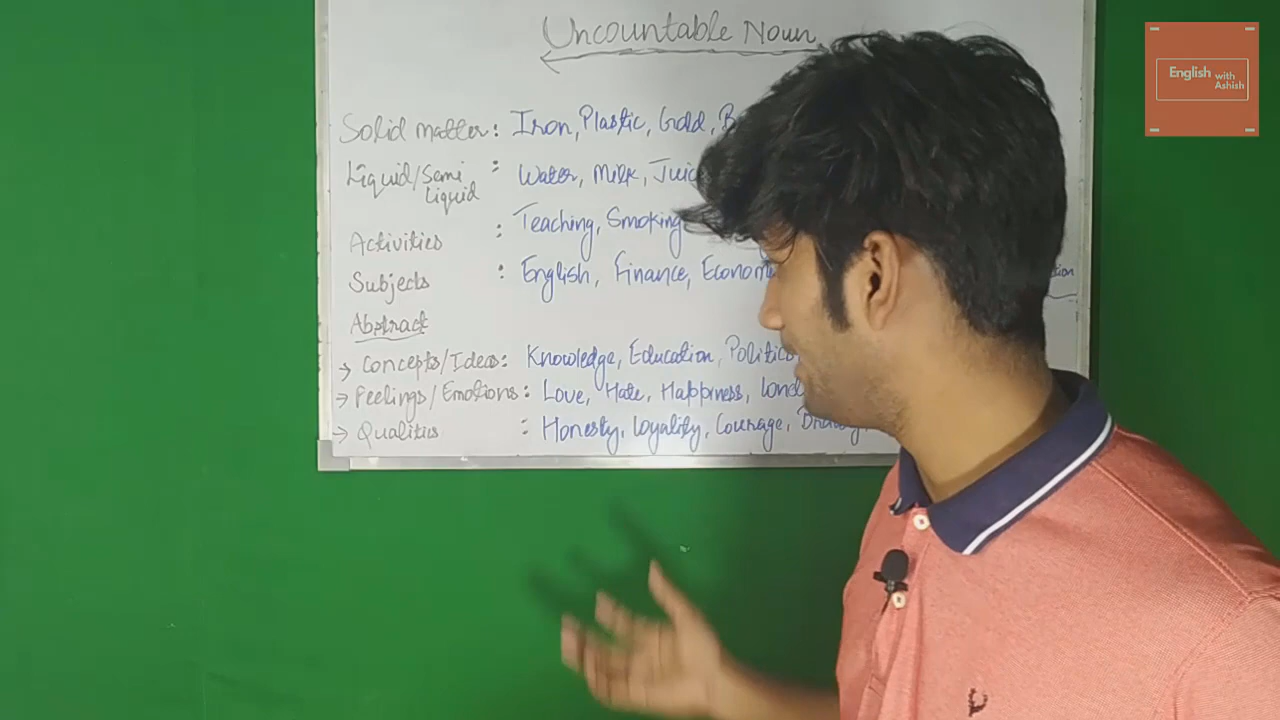 Uncountable Noun
English with Ashish
Solid matter: Iron, Plastic, Gold,
Liquid/Semi Liquid : Water, Milk,
Activities : Teaching, Smoking
Subjects : English, Finance,
Abstract
→ Concepts/Ideas: Knowledge, Education,
→ Feelings/Emotions: Love, Hate, Happiness,
→ Qualities : Honesty, Loyality, Courage,